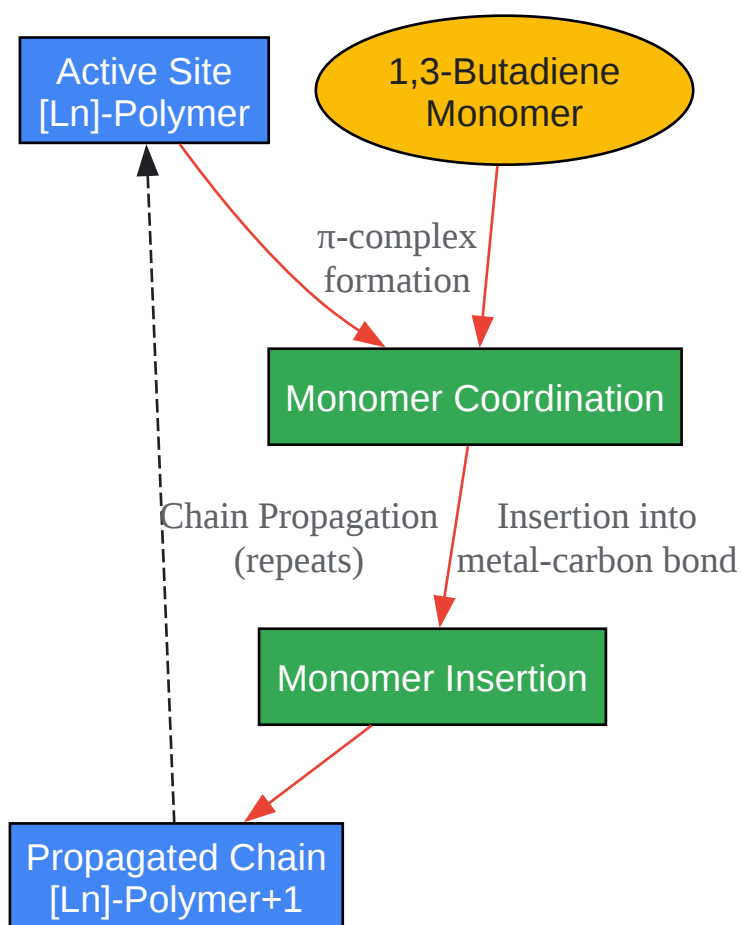 Active Site
[Ln]-Polymer
1,3-Butadiene
Monomer
π-complex
formation
Monomer Coordination
Chain Propagation
(repeats)
Insertion into
metal-carbon bond
Monomer Insertion
Propagated Chain
[Ln]-Polymer+1